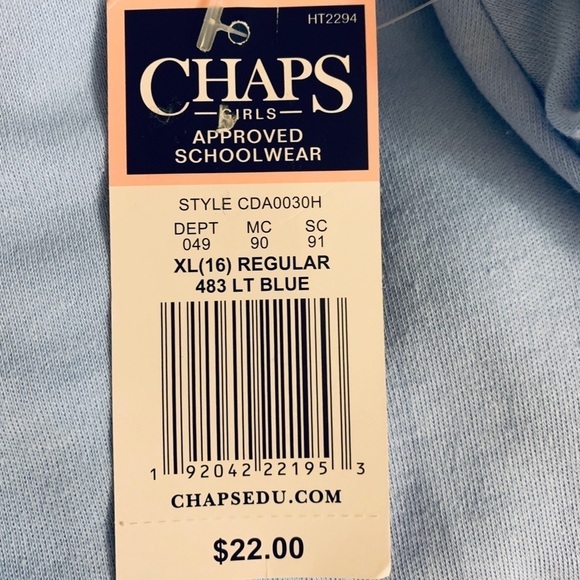 HT2294
CHAPS
GIRLS
APPROVED
SCHOOLWEAR
STYLE CDA0030H
DEPT MC SC
049 90 91
XL(16) REGULAR
483 LT BLUE
1 92042 22195 3
CHAPSEDU.COM
$22.00